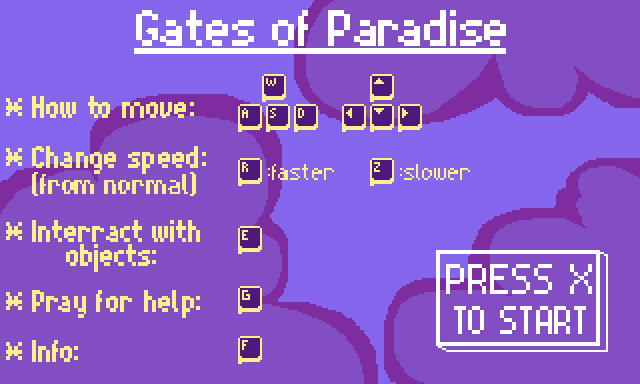 Gates of Paradise
W
* How to move:
A S D
* Change speed:
(from normal)
R :faster Z :slower
* Interract with
objects:
E
* Pray for help:
G
* Info:
F
PRESS X
TO START